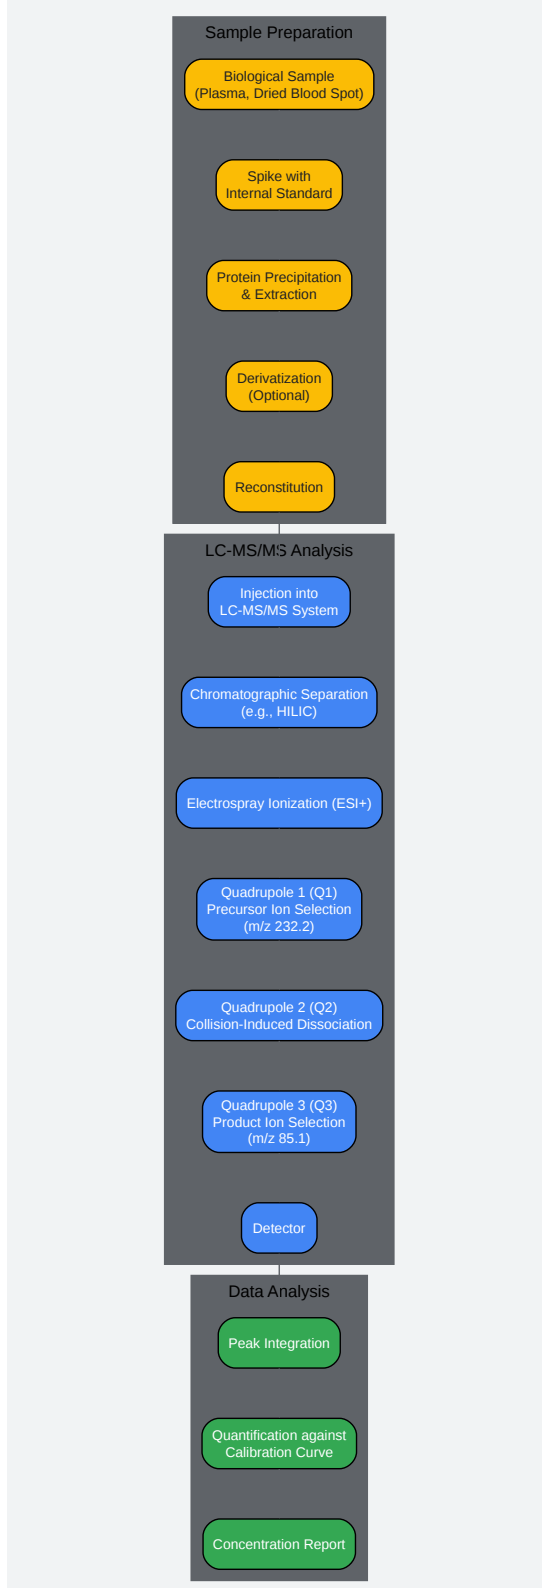 Sample Preparation
Biological Sample
(Plasma, Dried Blood Spot)
Spike with
Internal Standard
Protein Precipitation
& Extraction
Derivatization
(Optional)
Reconstitution
LC-MS/MS Analysis
Injection into
LC-MS/MS System
Chromatographic Separation
(e.g., HILIC)
Electrospray Ionization (ESI+)
Quadrupole 1 (Q1)
Precursor Ion Selection
(m/z 232.2)
Quadrupole 2 (Q2)
Collision-Induced Dissociation
Quadrupole 3 (Q3)
Product Ion Selection
(m/z 85.1)
Detector
Data Analysis
Peak Integration
Quantification against
Calibration Curve
Concentration Report